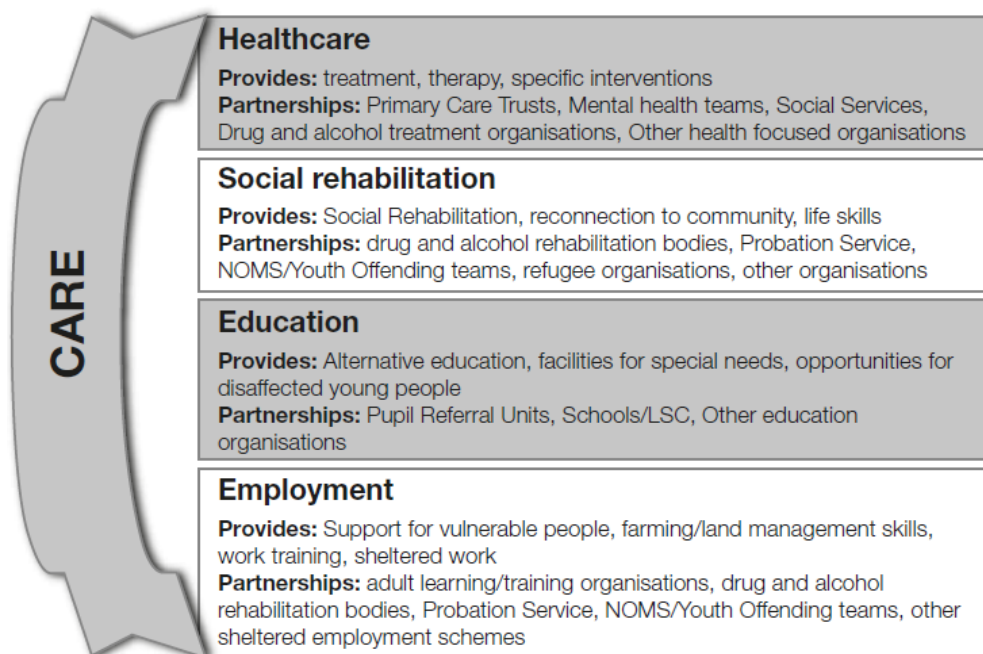 CARE
Healthcare
Provides: treatment, therapy, specific interventions
Partnerships: Primary Care Trusts, Mental health teams, Social Services,
Drug and alcohol treatment organisations, Other health focused organisations
Social rehabilitation
Provides: Social Rehabilitation, reconnection to community, life skills
Partnerships: drug and alcohol rehabilitation bodies, Probation Service,
NOMS/Youth Offending teams, refugee organisations, other organisations
Education
Provides: Alternative education, facilities for special needs, opportunities for
disaffected young people
Partnerships: Pupil Referral Units, Schools/LSC, Other education
organisations
Employment
Provides: Support for vulnerable people, farming/land management skills,
work training, sheltered work
Partnerships: adult learning/training organisations, drug and alcohol
rehabilitation bodies, Probation Service, NOMS/Youth Offending teams, other
sheltered employment schemes